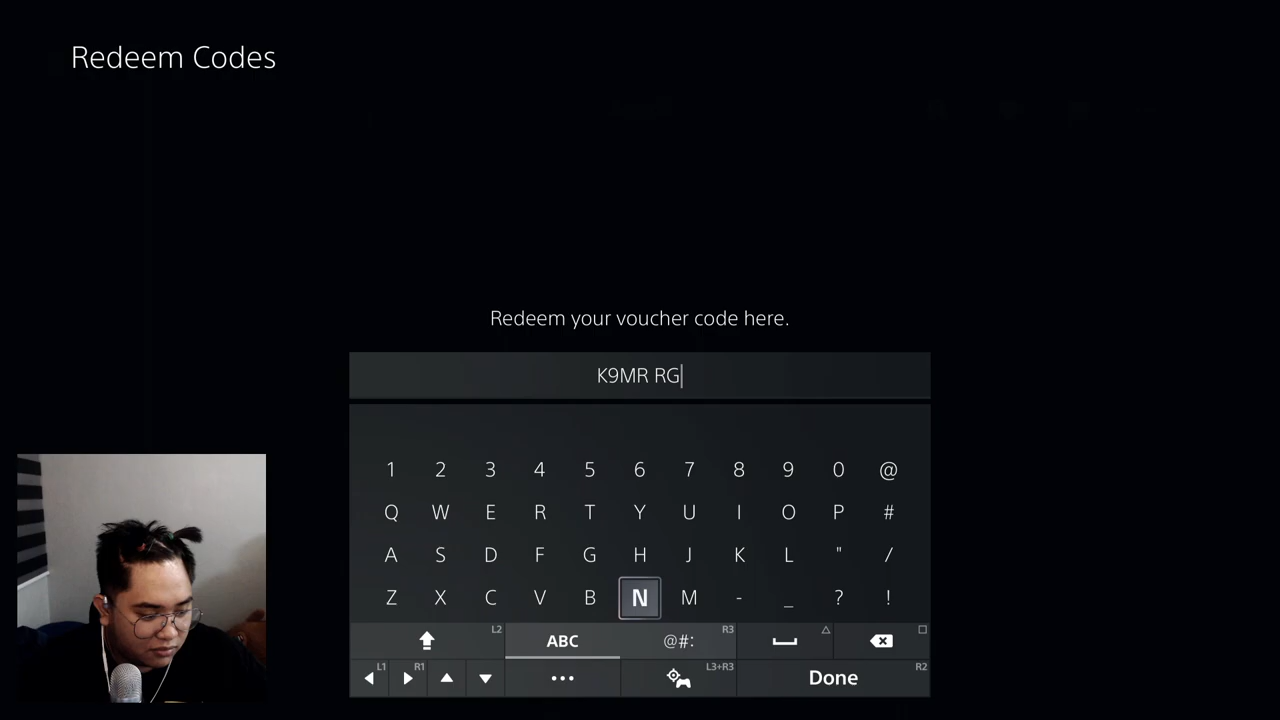 Redeem Codes
Redeem your voucher code here.
K9MR RG
1 2 3 4 5 6 7 8 9 0 @
Q W E R T Y U I O P #
A S D F G H J K L " /
Z X C V B N M - _ ? !
L2 ABC @#: R3
L1 R1 ... L3+R3 Done R2